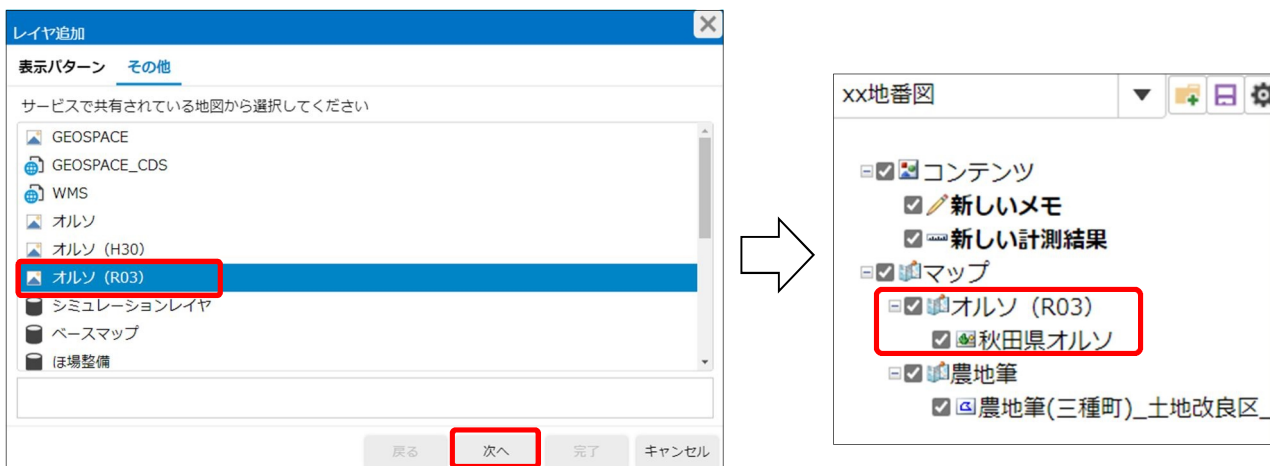 レイヤ追加
表示パターン その他
サービスで共有されている地図から選択してください
GEOSPACE
GEOSPACE_CDS
WMS
オルソ
オルソ（H30）
オルソ（R03）
シミュレーションレイヤ
ベースマップ
ほ場整備
戻る 次へ 完了 キャンセル
xx地番図
コンテンツ
新しいメモ
新しい計測結果
マップ
オルソ（R03）
秋田県オルソ
農地筆
農地筆(三種町)_土地改良区_